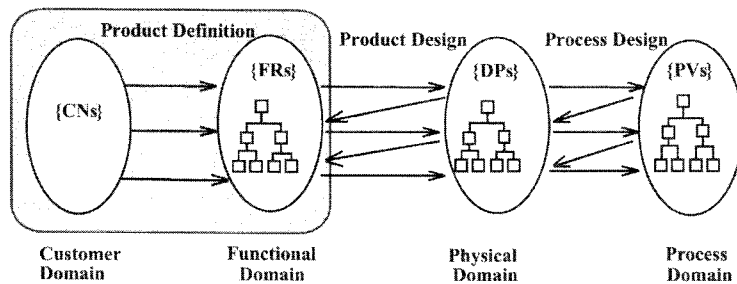 Product Definition
Product Design
Process Design
{CNs}
{FRs}
{DPs}
{PVs}
Customer
Domain
Functional
Domain
Physical
Domain
Process
Domain